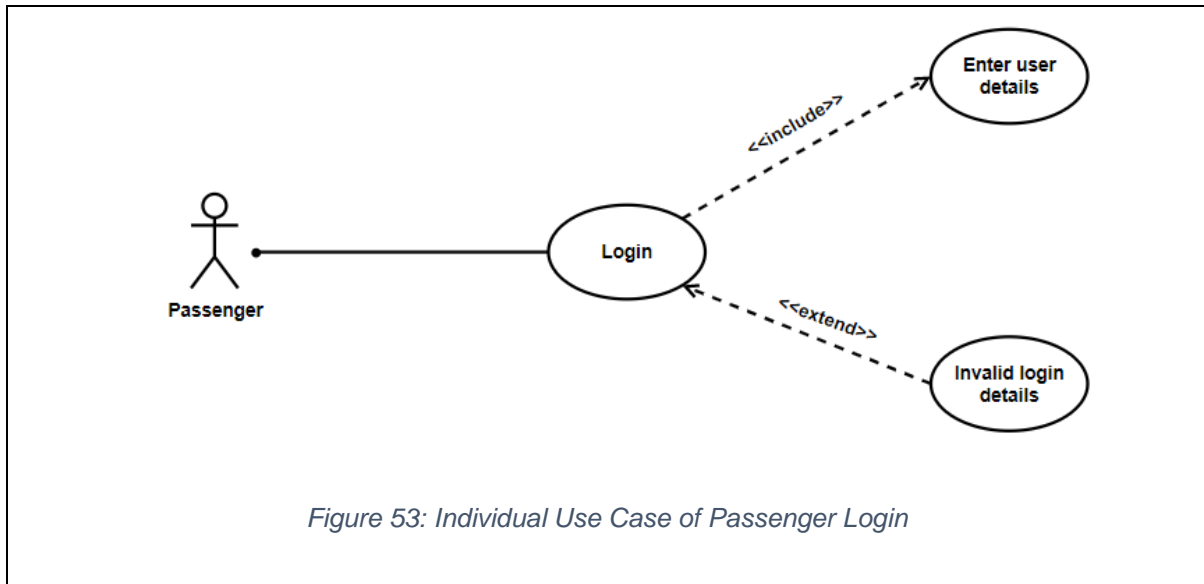 Enter user
details
<<include>>
Login
Passenger
<<extend>>
Invalid login
details
Figure 53: Individual Use Case of Passenger Login